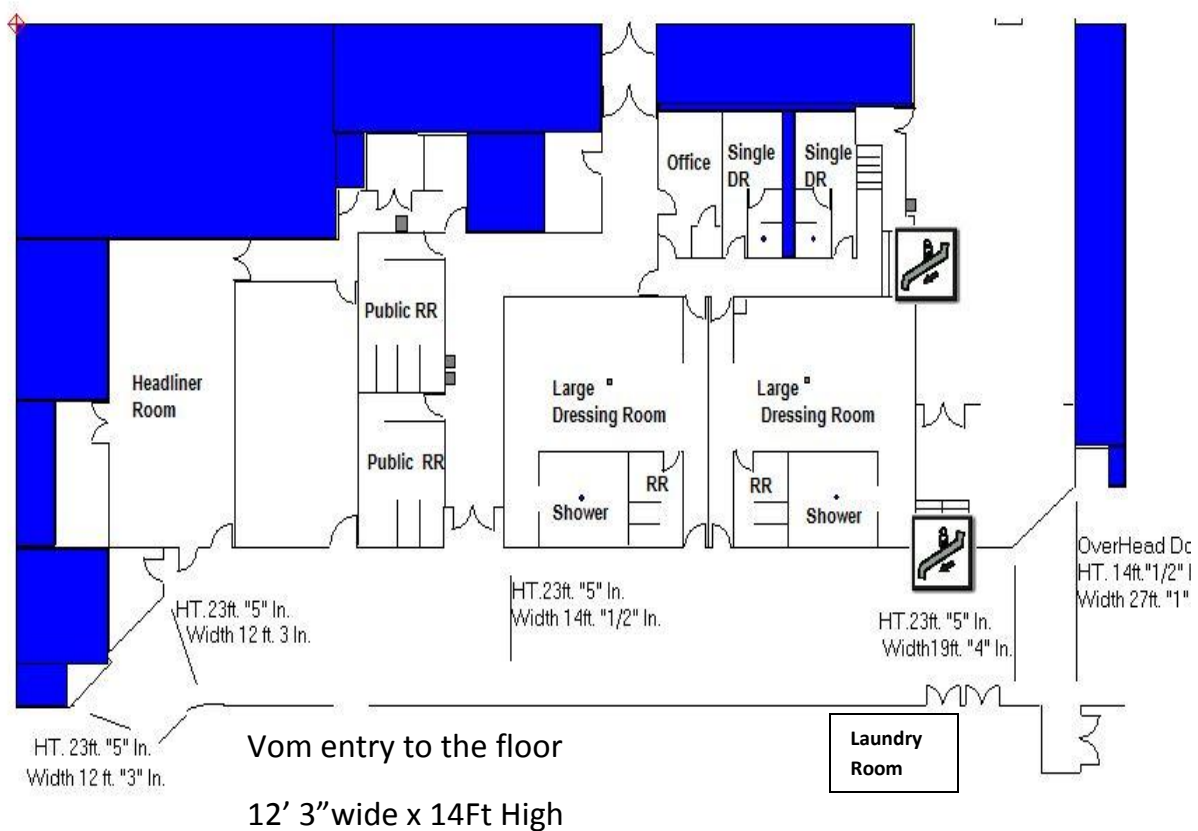 Office
Single
DR
Single
DR
Public RR
Headliner
Room
Large
Dressing Room
Large
Dressing Room
Public RR
RR
RR
Shower
Shower
HT.23ft. "5" In.
Width 12 ft. 3 In.
HT.23ft. "5" In.
Width 14ft. "1/2" In.
HT.23ft. "5" In.
Width19ft. "4" In.
OverHead Do
HT. 14ft."1/2" I
Width 27ft. "1"
HT. 23ft. "5" In.
Width 12 ft. "3" In.
Vom entry to the floor
12’ 3”wide x 14Ft High
Laundry
Room